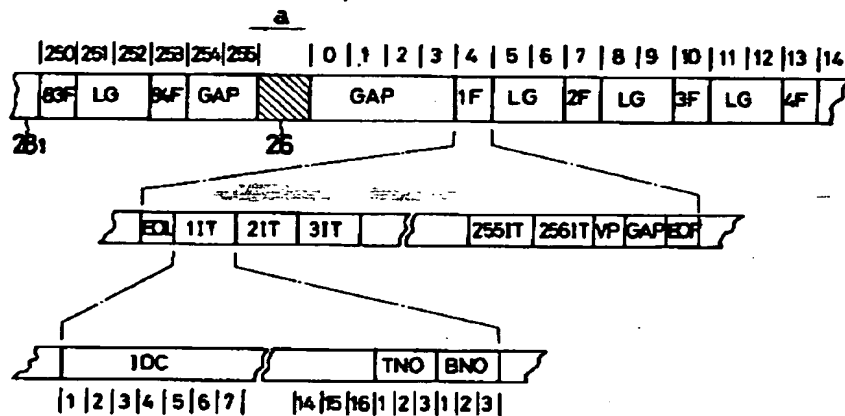 a
|250|251|252|253|254|255| |0|1|2|3|4|5|6|7|8|9|10|11|12|13|14
83F LG 84F GAP GAP 1F LG 2F LG 3F LG 4F
26
EOL 1IT 2IT 3IT 255IT 256IT VP GAP EOF
IDC TNO BNO
|1|2|3|4|5|6|7| |14|15|16|1|2|3|1|2|3|